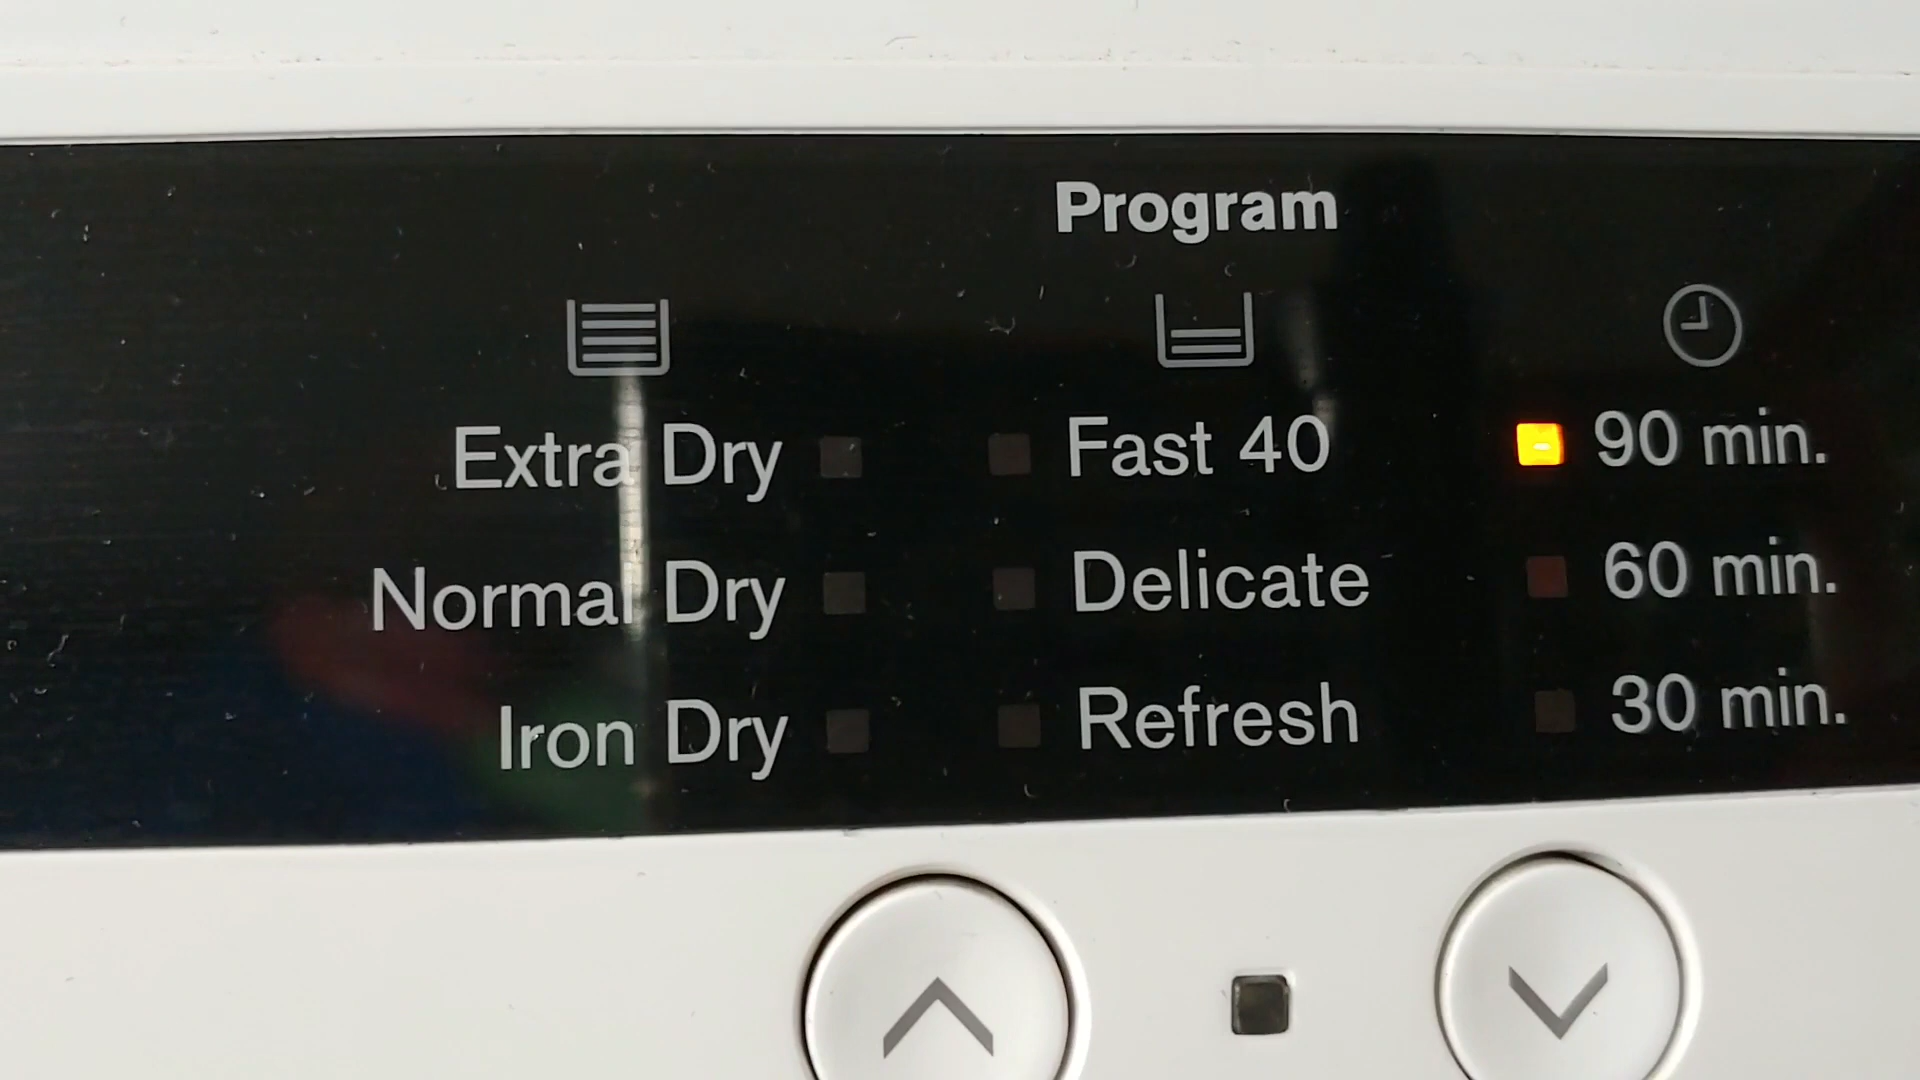 Program
Extra Dry
Fast 40
90 min.
Normal Dry
Delicate
60 min.
Iron Dry
Refresh
30 min.